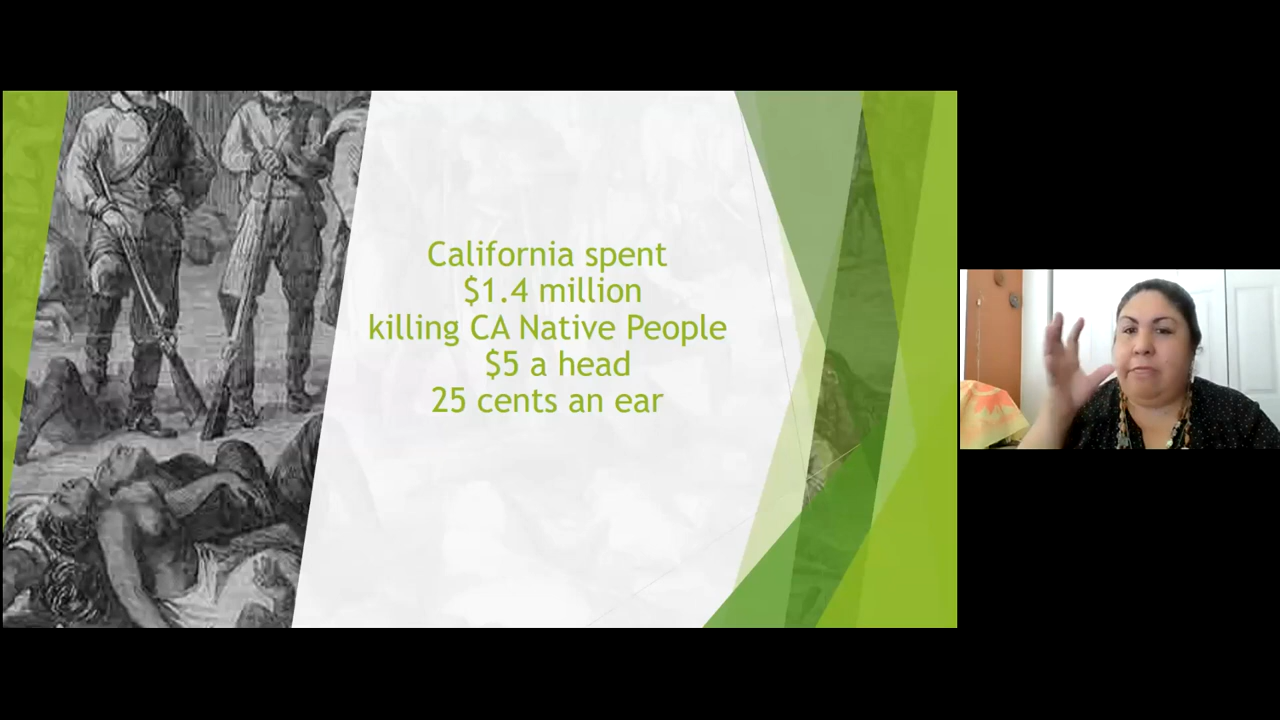 California spent
$1.4 million
killing CA Native People
$5 a head
25 cents an ear